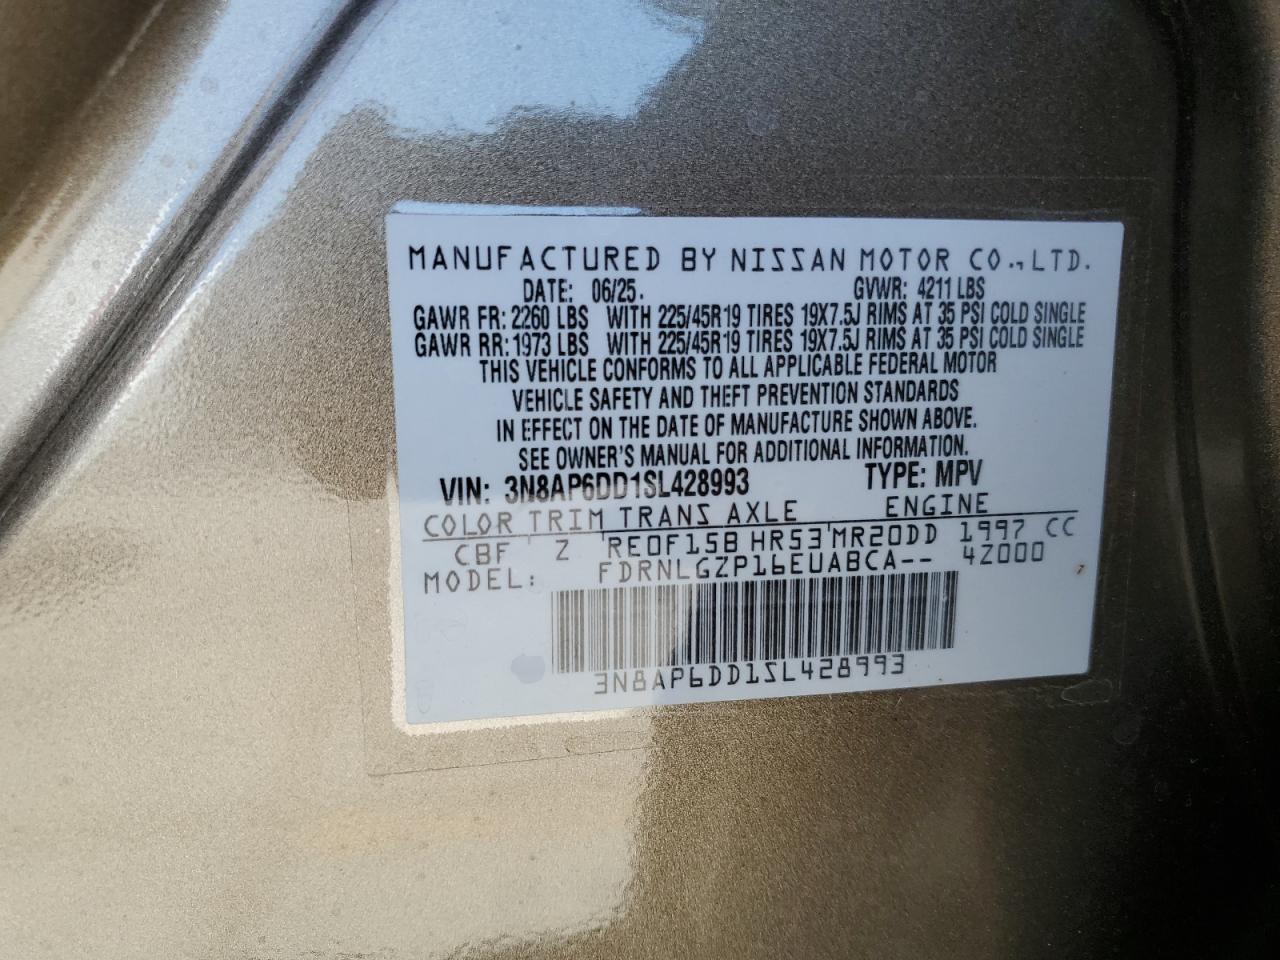 MANUFACTURED BY NISSAN MOTOR CO., LTD.
DATE: 06/25. GVWR: 4211 LBS
GAWR FR: 2260 LBS WITH 225/45R19 TIRES 19X7.5J RIMS AT 35 PSI COLD SINGLE
GAWR RR: 1973 LBS WITH 225/45R19 TIRES 19X7.5J RIMS AT 35 PSI COLD SINGLE
THIS VEHICLE CONFORMS TO ALL APPLICABLE FEDERAL MOTOR
VEHICLE SAFETY AND THEFT PREVENTION STANDARDS
IN EFFECT ON THE DATE OF MANUFACTURE SHOWN ABOVE.
SEE OWNER'S MANUAL FOR ADDITIONAL INFORMATION.
VIN: 3N8AP6DD1SL428993 TYPE: MPV
COLOR TRIM TRANS AXLE ENGINE
CBF Z RE0F15B HR53 MR20DD 1997 CC
MODEL: FDRNLGZP16EUABCA-- 4Z000
3N8AP6DD1SL428993